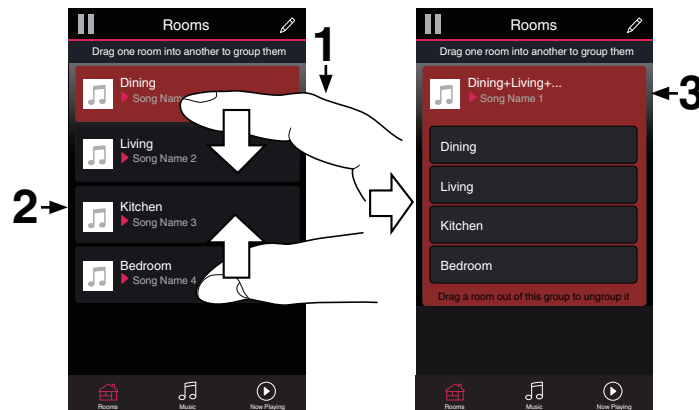 Rooms
Drag one room into another to group them
1
Dining
Song Nam
Living
Song Name 2
2
Kitchen
Song Name 3
Bedroom
Song Name 4
Rooms
Music
Now Playing
Rooms
Drag one room into another to group them
Dining+Living+...
Song Name 1
3
Dining
Living
Kitchen
Bedroom
Drag a room out of this group to ungroup it
Rooms
Music
Now Playing